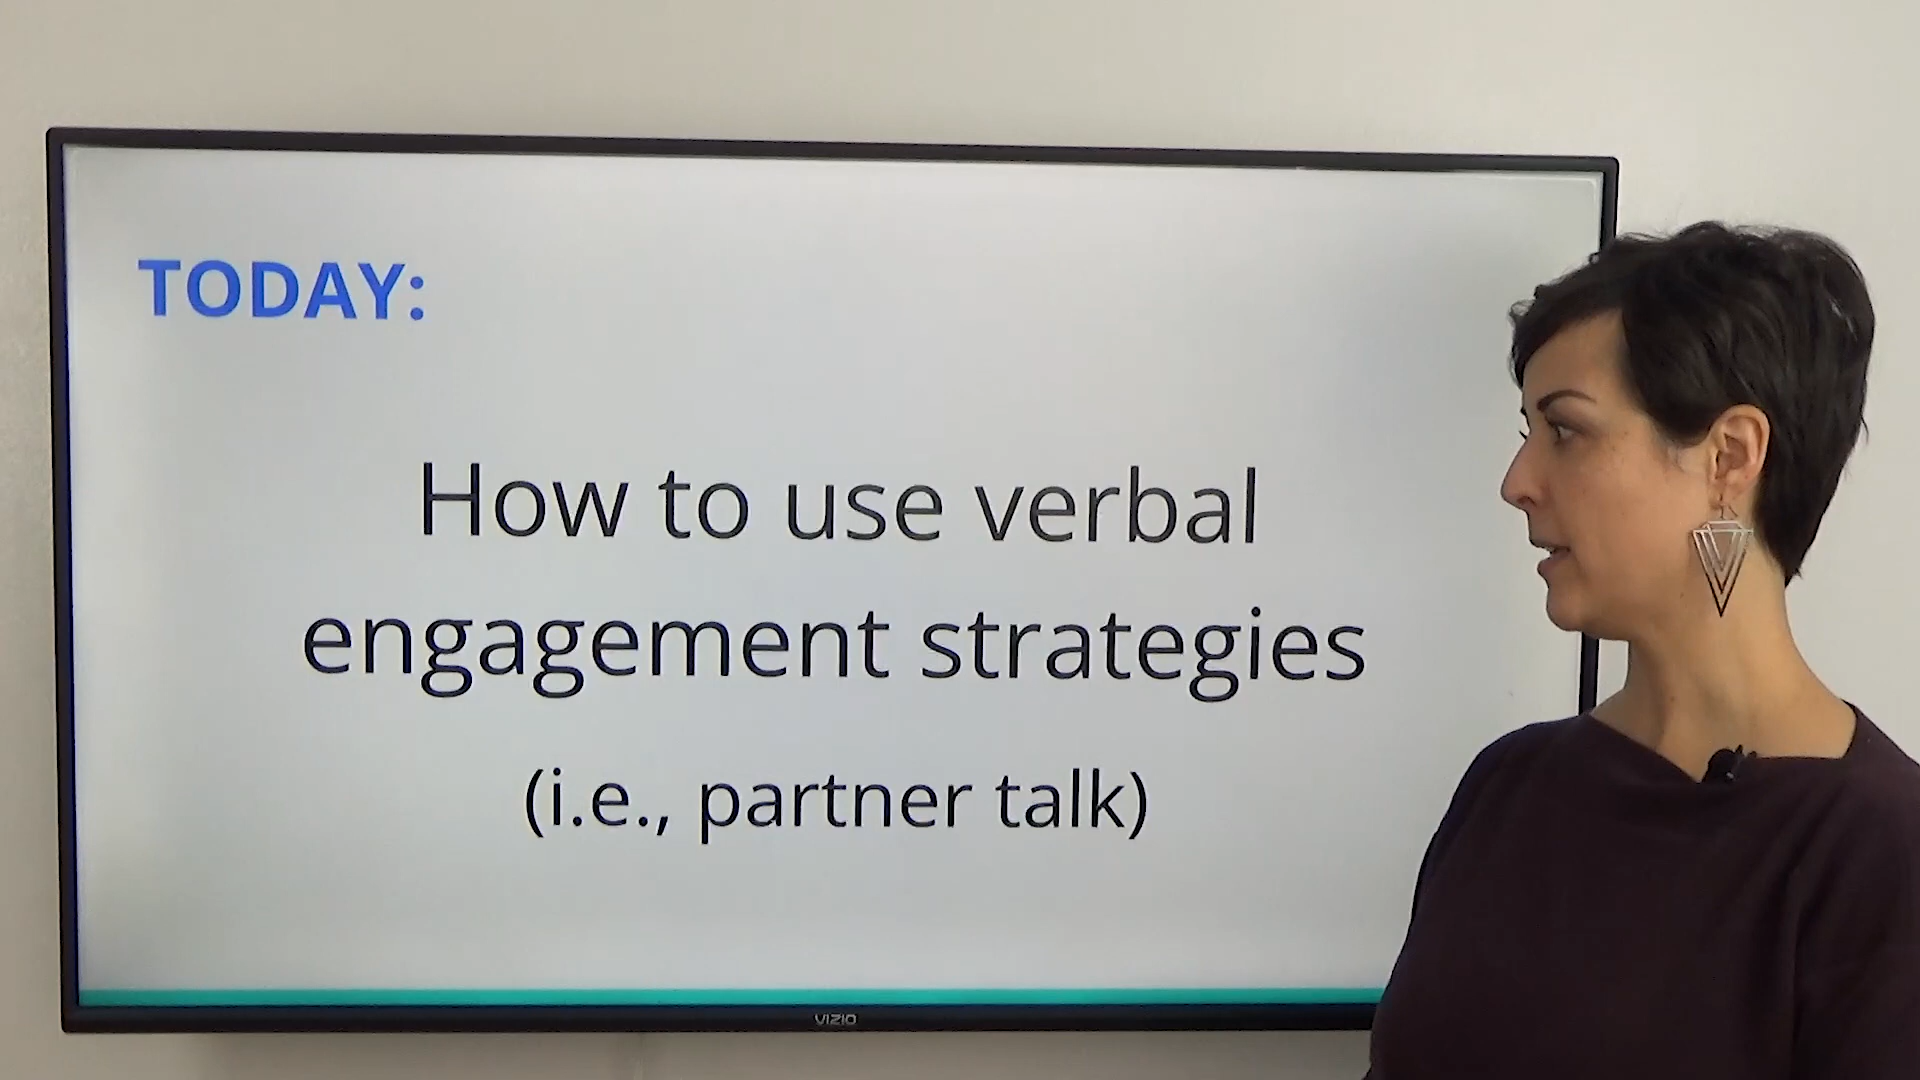 TODAY:
How to use verbal
engagement strategies
(i.e., partner talk)
VIZIO